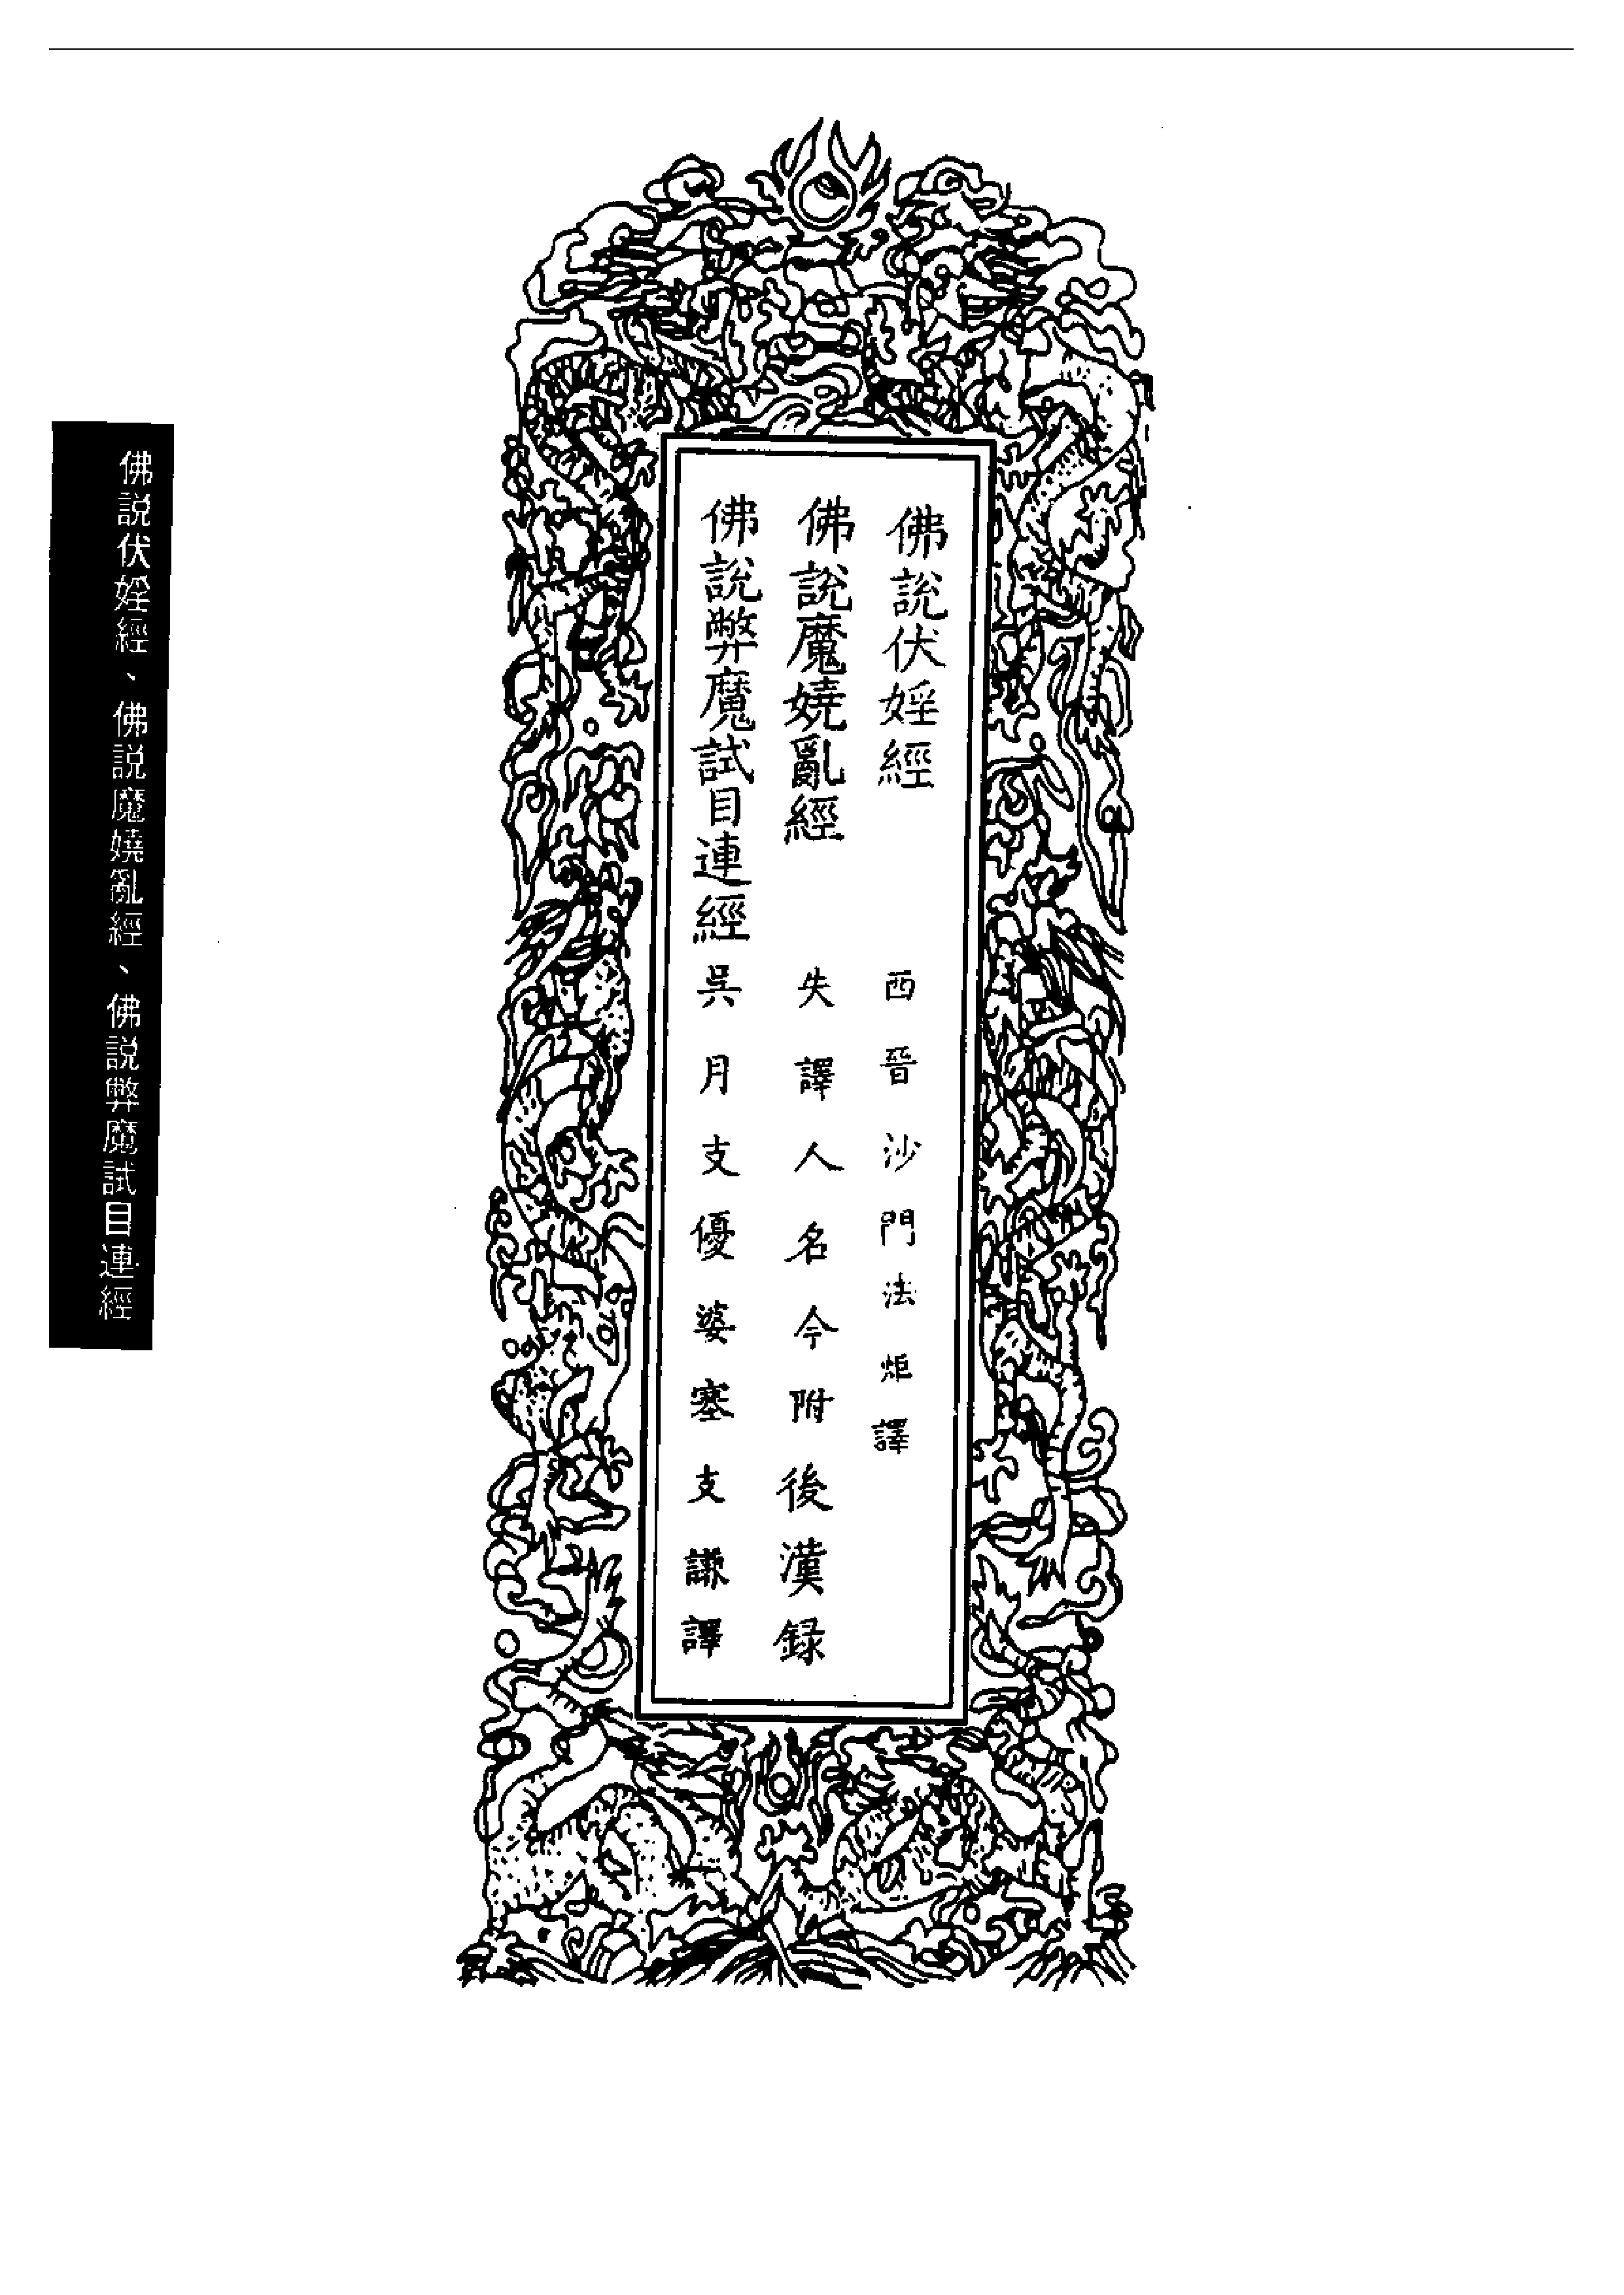 佛說伏婬經 西晉沙門法炬譯
佛說魔嬈亂經 失譯人名今附後漢録
佛說弊魔試目連經 吳月支優婆塞支謙譯
佛説伏婬經、佛説魔嬈亂經、佛説弊魔試目連經